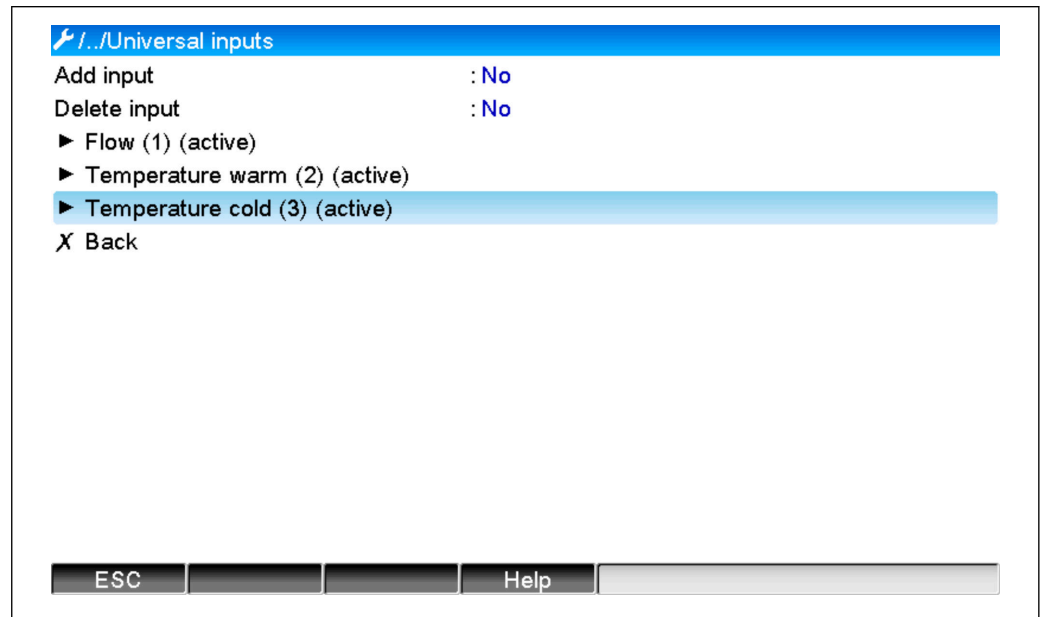 /../Universal inputs
Add input : No
Delete input : No
► Flow (1) (active)
► Temperature warm (2) (active)
► Temperature cold (3) (active)
X Back
ESC Help